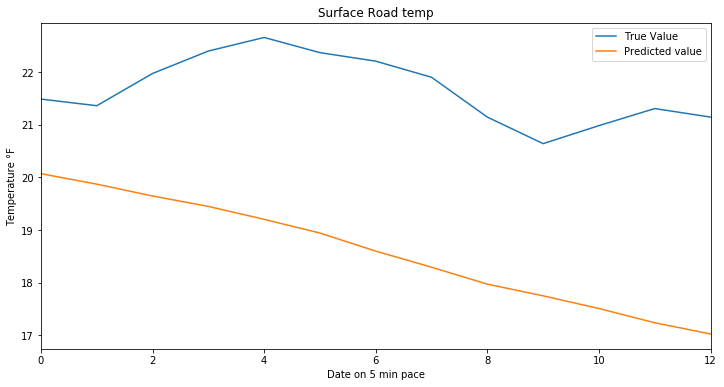 Surface Road temp
True Value
Predicted value
Temperature °F
22
21
20
19
18
17
0 2 4 6 8 10 12
Date on 5 min pace